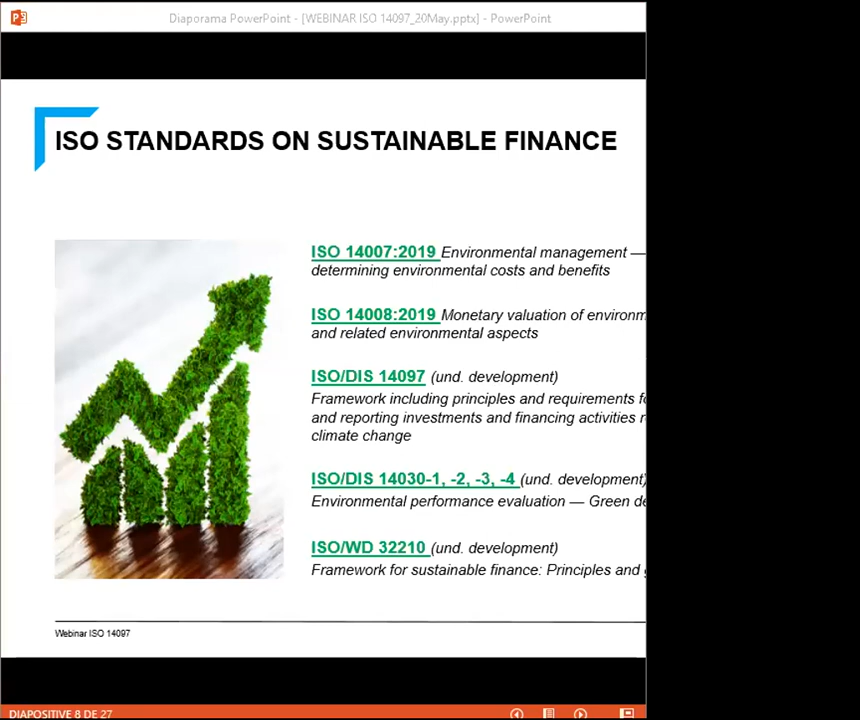 Diaporama PowerPoint - [WEBINAR ISO 14097_20May.pptx] - PowerPoint
ISO STANDARDS ON SUSTAINABLE FINANCE
ISO 14007:2019 Environmental management —
determining environmental costs and benefits
ISO 14008:2019 Monetary valuation of environm
and related environmental aspects
ISO/DIS 14097 (und. development)
Framework including principles and requirements fo
and reporting investments and financing activities r
climate change
ISO/DIS 14030-1, -2, -3, -4 (und. development)
Environmental performance evaluation — Green de
ISO/WD 32210 (und. development)
Framework for sustainable finance: Principles and
Webinar ISO 14097
DIAPOSITIVE 8 DE 27